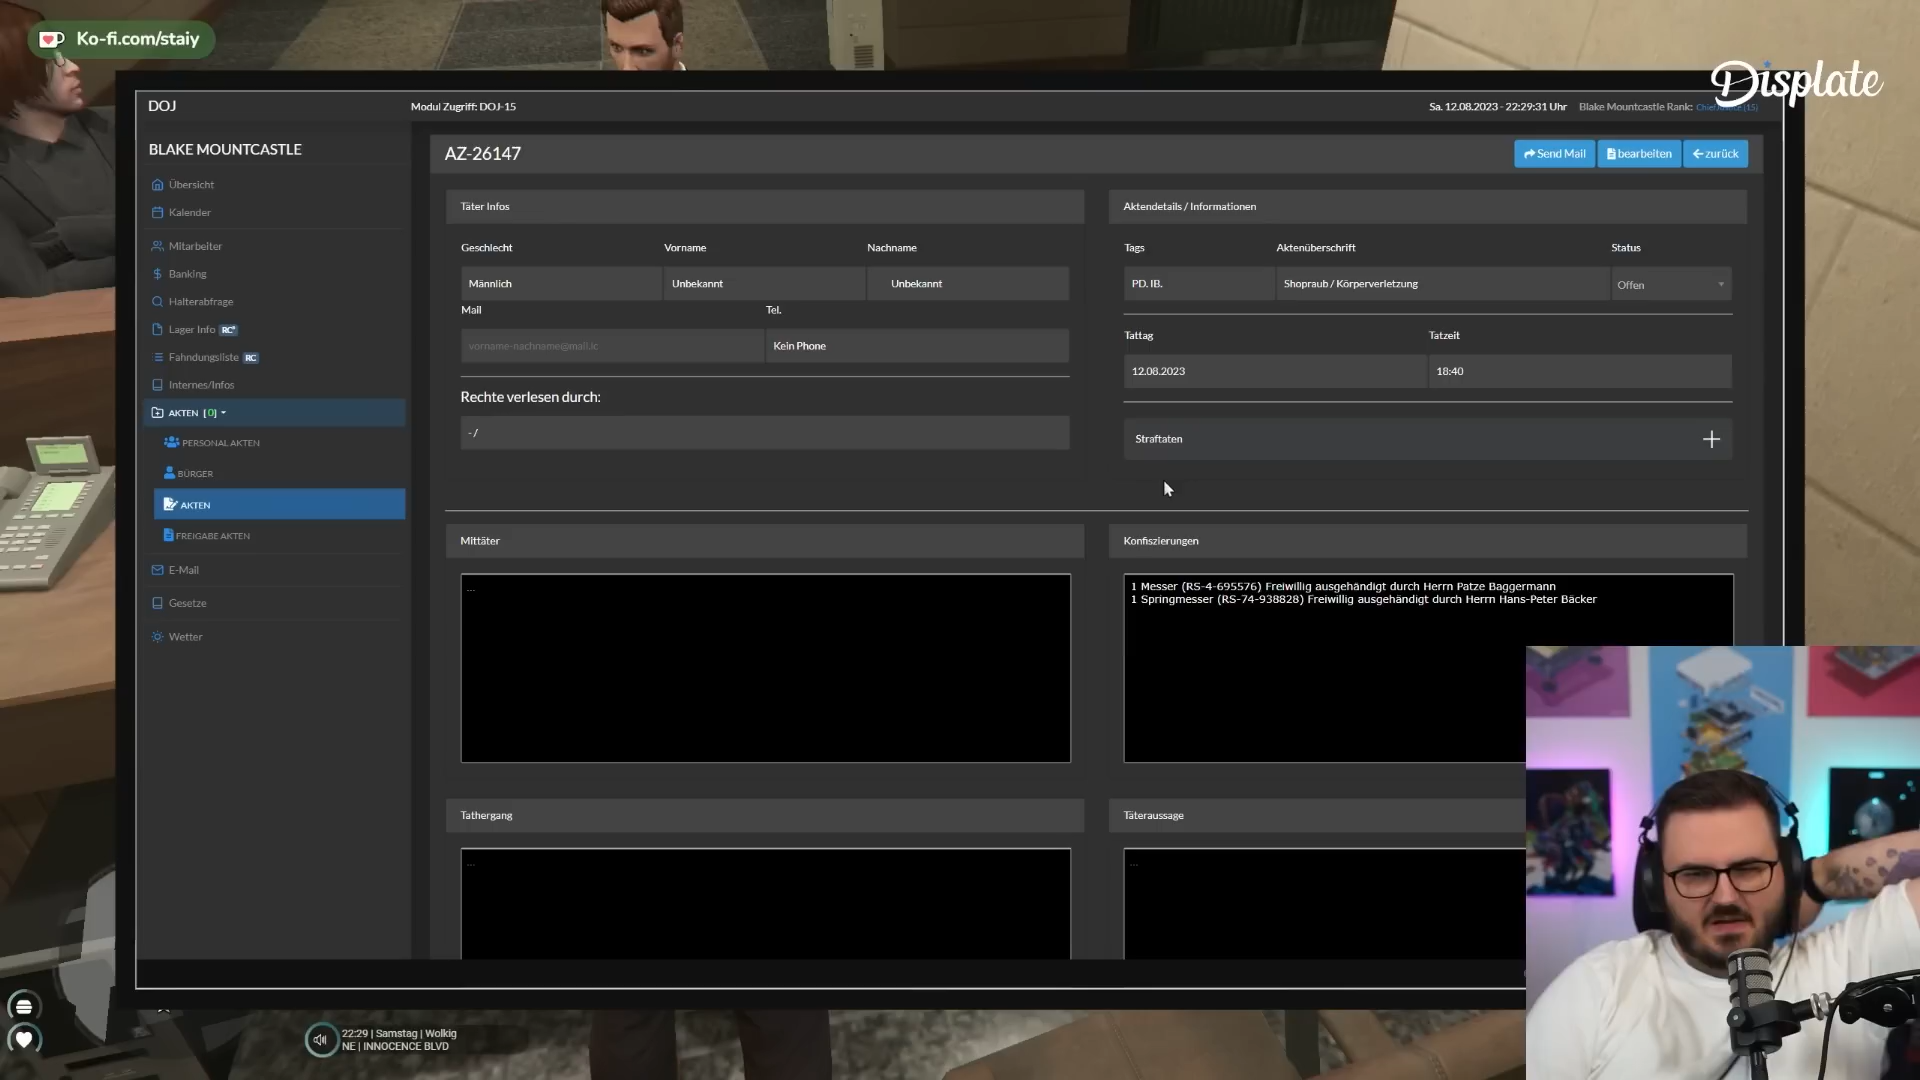 Ko-fi.com/staiy
Displate
DOJ
Modul Zugriff: DOJ-15
Sa. 12.08.2023 - 22:29:31 Uhr
Blake Mountcastle Rank:
BLAKE MOUNTCASTLE
Übersicht
Kalender
Mitarbeiter
Banking
Halterabfrage
Lager Info RC²
Fahndungsliste RC
Internes/Infos
AKTEN [0]
PERSONAL AKTEN
BÜRGER
AKTEN
FREIGABE AKTEN
E-Mail
Gesetze
Wetter
AZ-26147
Send Mail
bearbeiten
zurück
Täter Infos
Geschlecht Vorname Nachname
Männlich Unbekannt Unbekannt
Mail Tel.
vorname-nachname@mail.lc Kein Phone
Rechte verlesen durch:
- /
Aktendetails / Informationen
Tags Aktenüberschrift Status
PD. IB. Shopraub / Körperverletzung Offen
Tattag Tatzeit
12.08.2023 18:40
Straftaten
Mittäter
...
Konfiszierungen
1 Messer (RS-4-695576) Freiwillig ausgehändigt durch Herrn Patze Baggermann
1 Springmesser (RS-74-938828) Freiwillig ausgehändigt durch Herrn Hans-Peter Bäcker
Tathergang
...
Täteraussage
...
22:29 | Samstag | Wolkig
NE | INNOCENCE BLVD